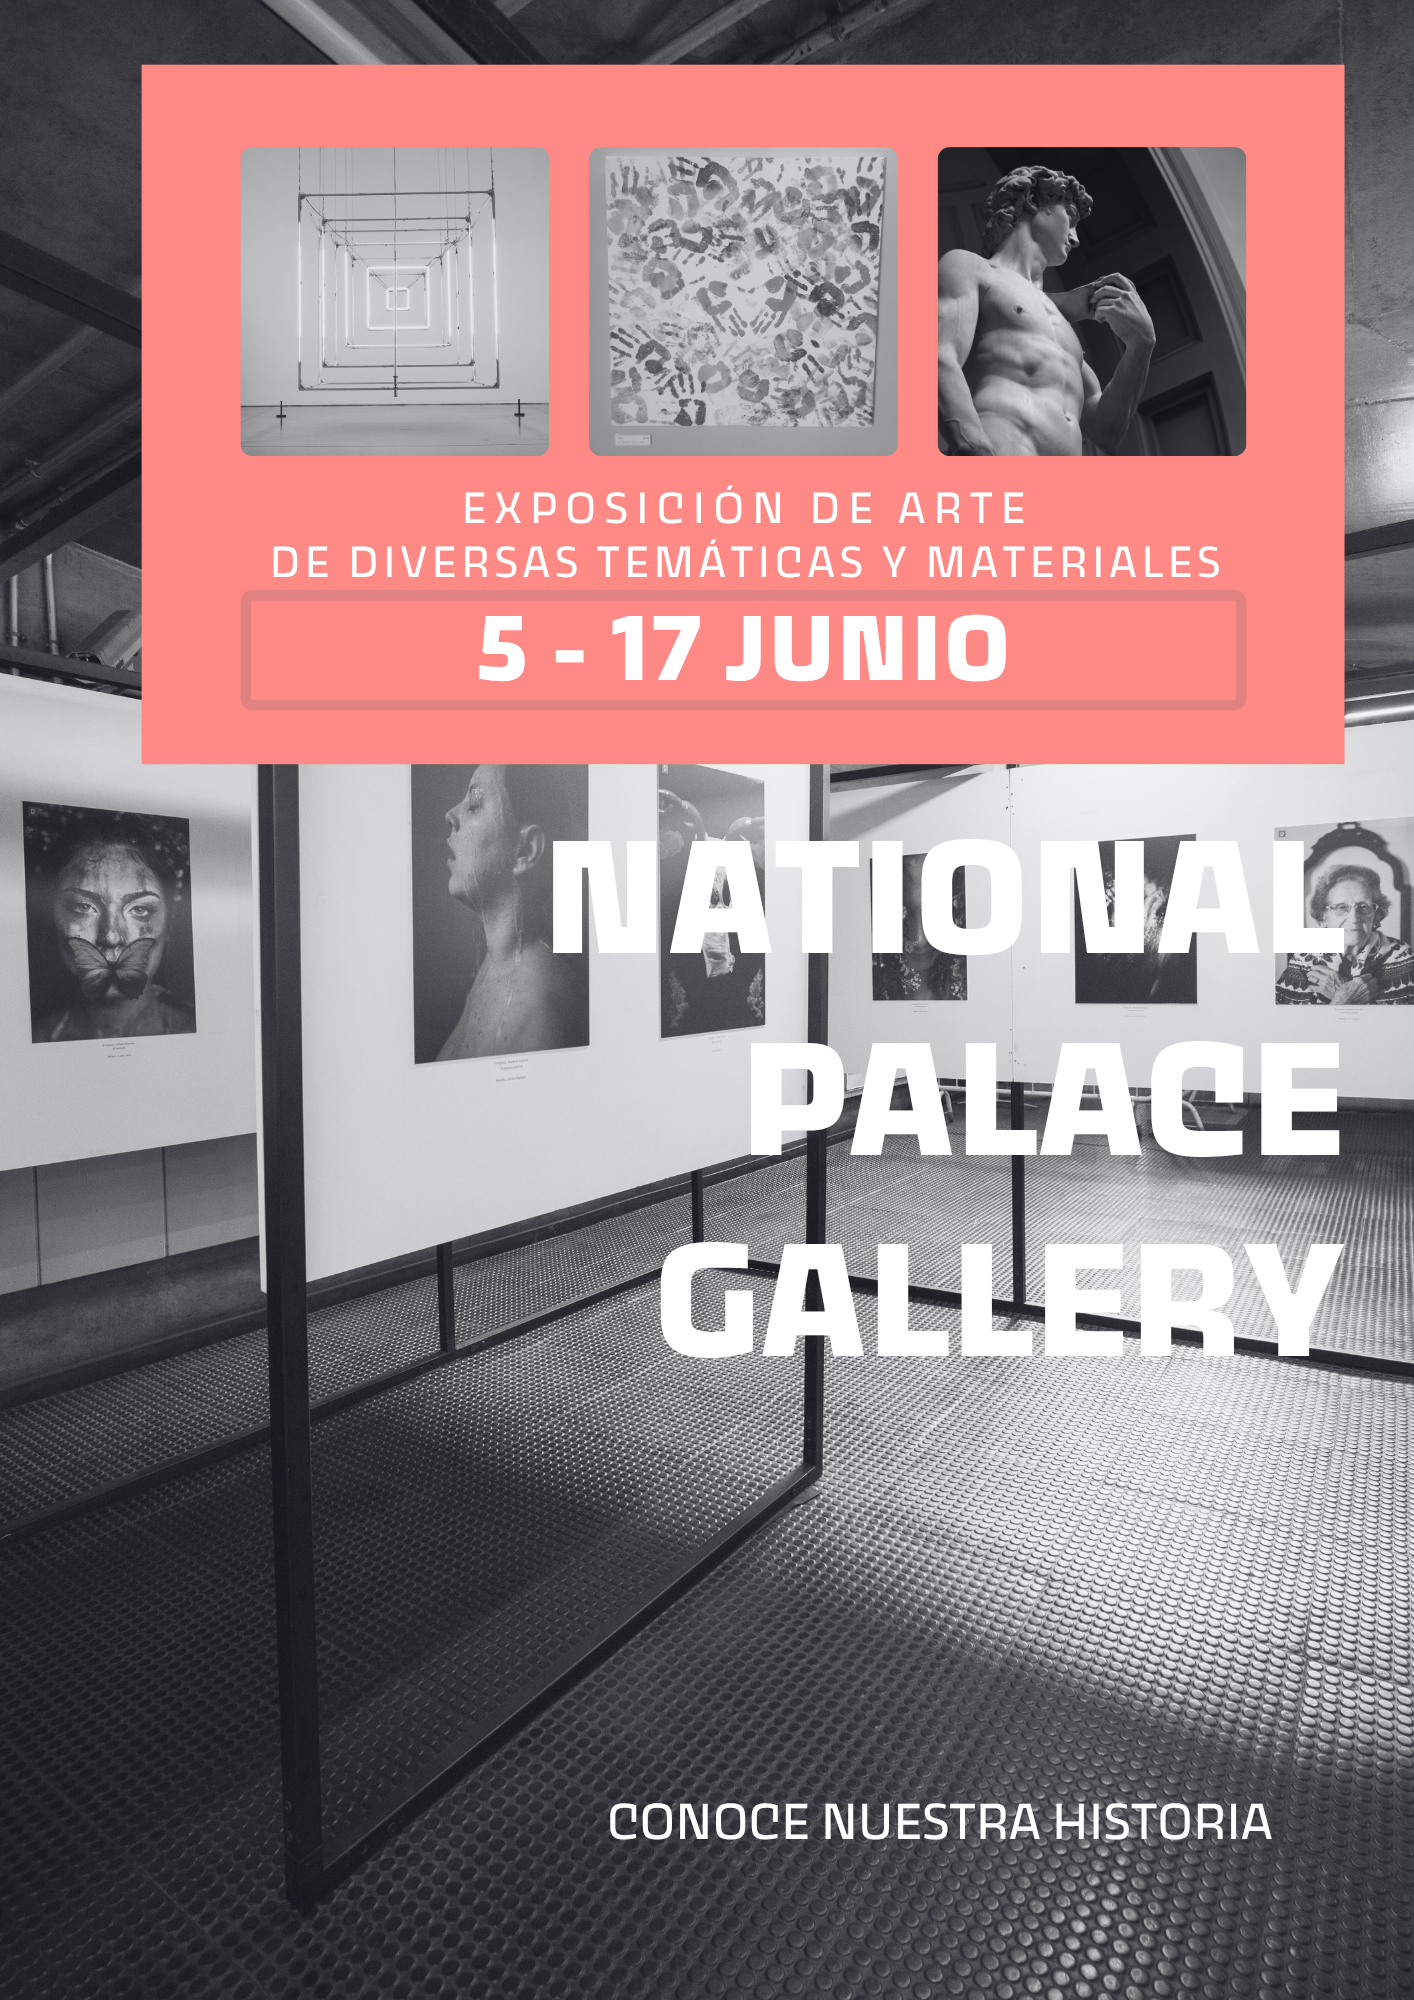 EXPOSICIÓN DE ARTE
DE DIVERSAS TEMÁTICAS Y MATERIALES
5 - 17 JUNIO
NATIONAL
PALACE
GALLERY
CONOCE NUESTRA HISTORIA